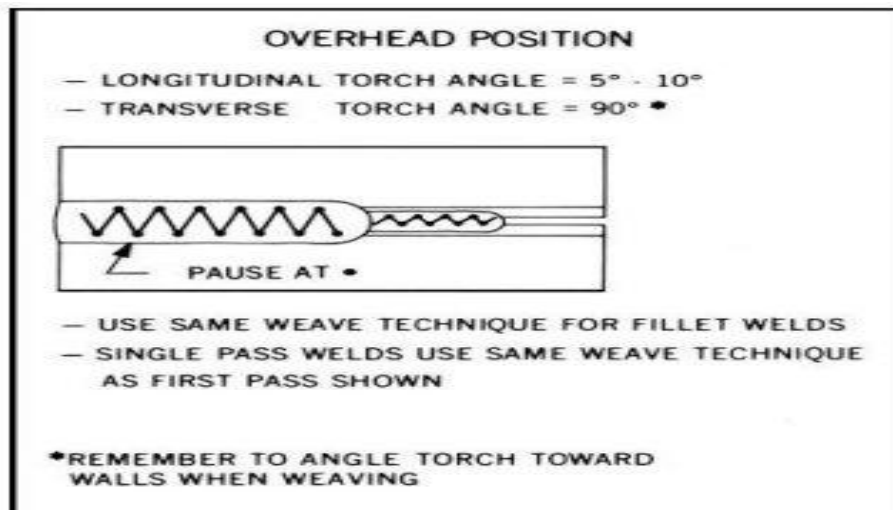 OVERHEAD POSITION
— LONGITUDINAL TORCH ANGLE = 5° - 10°
— TRANSVERSE TORCH ANGLE = 90° *
PAUSE AT •
— USE SAME WEAVE TECHNIQUE FOR FILLET WELDS
— SINGLE PASS WELDS USE SAME WEAVE TECHNIQUE
AS FIRST PASS SHOWN
*REMEMBER TO ANGLE TORCH TOWARD
WALLS WHEN WEAVING